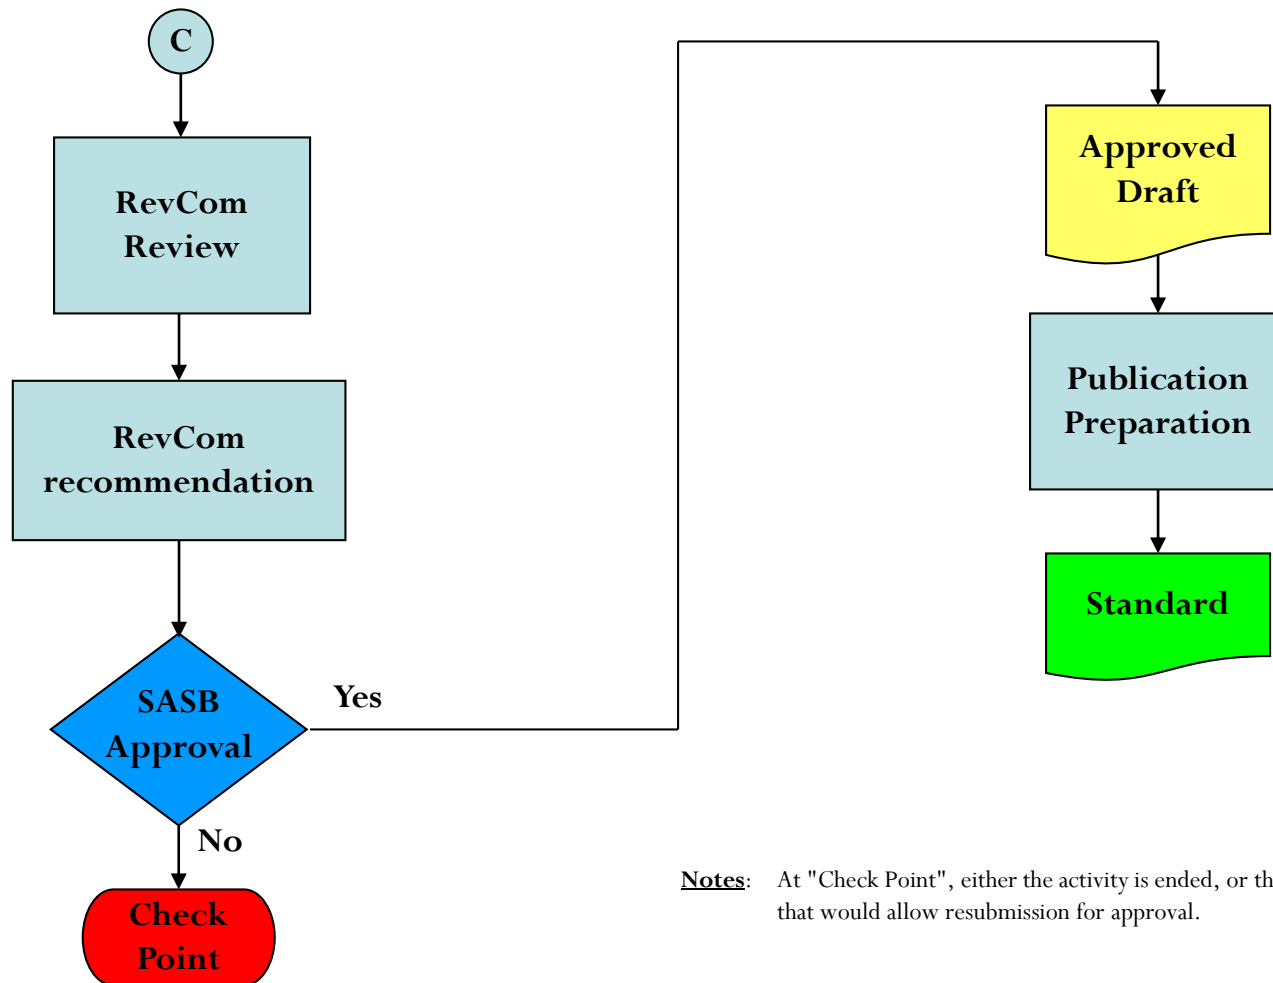 C
RevCom
Review
RevCom
recommendation
SASB
Approval
Yes
No
Check
Point
Approved
Draft
Publication
Preparation
Standard
Notes: At "Check Point", either the activity is ended, or
that would allow resubmission for approval.